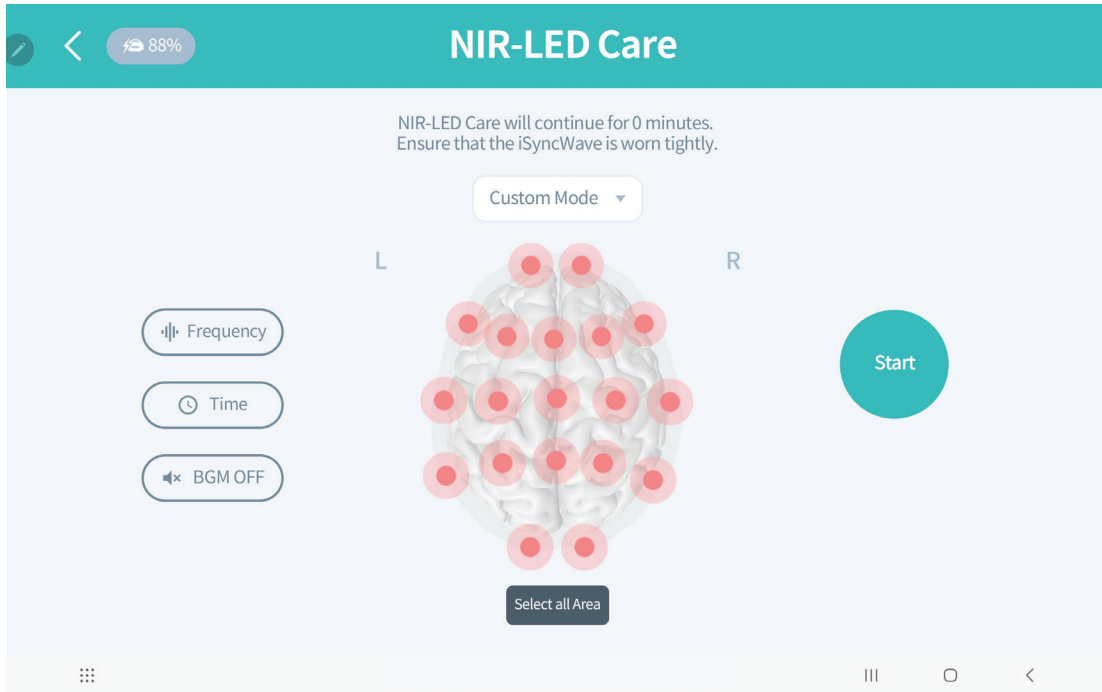 88%
NIR-LED Care
NIR-LED Care will continue for 0 minutes.
Ensure that the iSyncWave is worn tightly.
Custom Mode
L
R
Frequency
Time
BGM OFF
Start
Select all Area